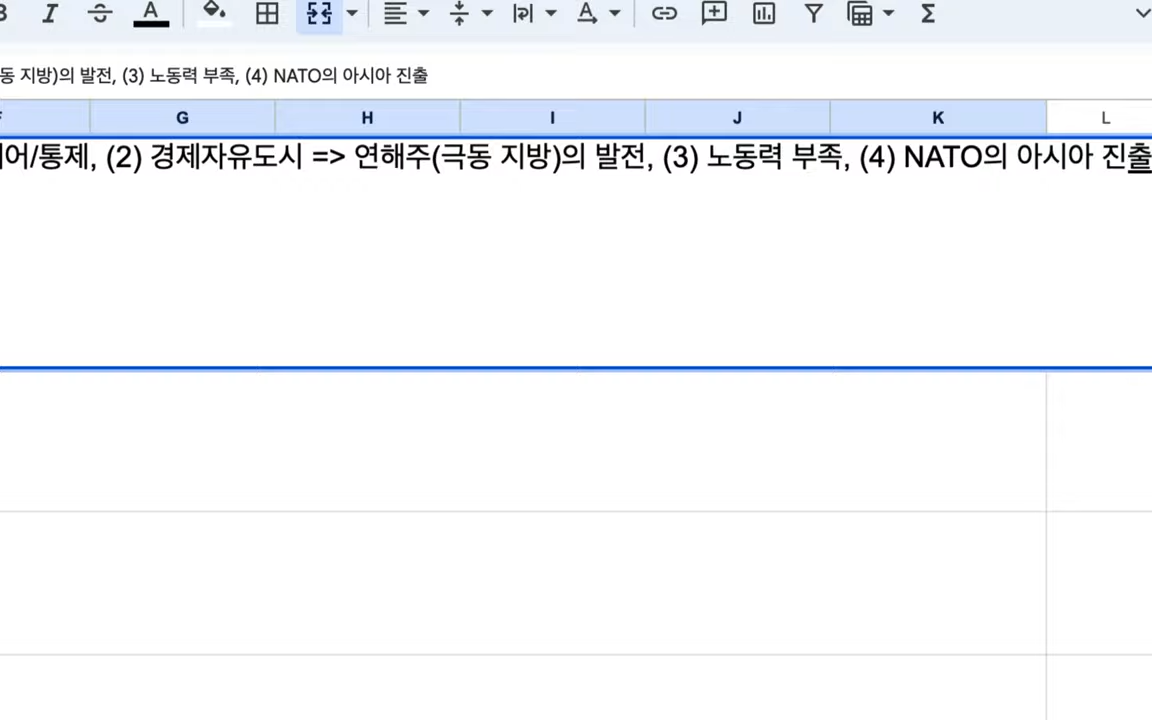 동 지방)의 발전, (3) 노동력 부족, (4) NATO의 아시아 진출
G H I J K L
어/통제, (2) 경제자유도시 => 연해주(극동 지방)의 발전, (3) 노동력 부족, (4) NATO의 아시아 진출